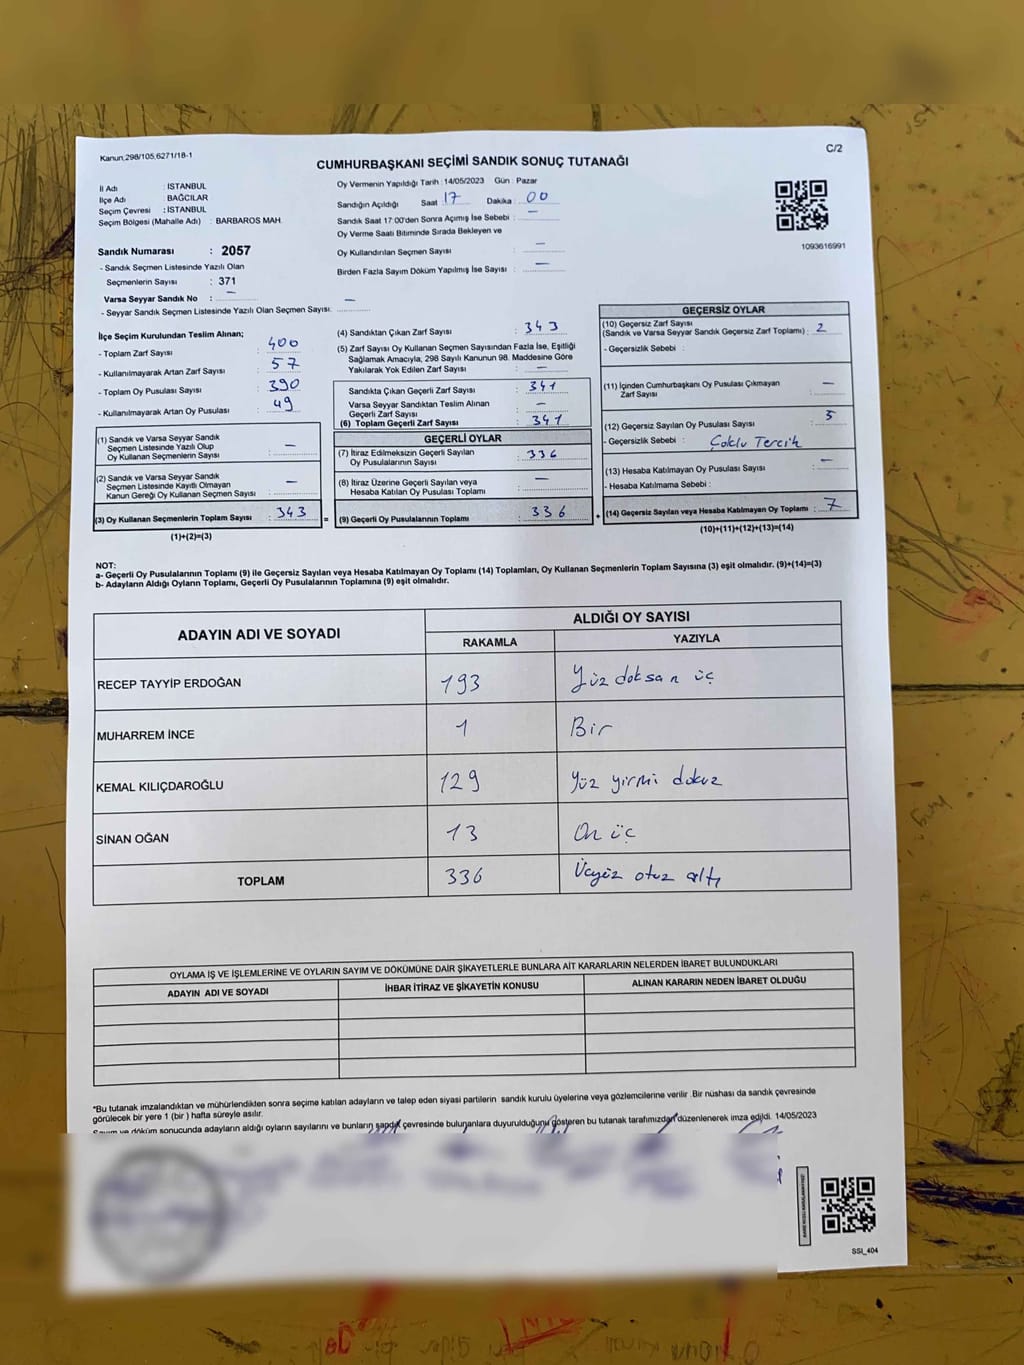 Kanun,298/105,6271/18-1
C/2
CUMHURBAŞKANI SEÇİMİ SANDIK SONUÇ TUTANAĞI
İl Adı : İSTANBUL
İlçe Adı : BAĞCILAR
Seçim Çevresi : İSTANBUL
Seçim Bölgesi (Mahalle Adı) : BARBAROS MAH.
Sandık Numarası : 2057
- Sandık Seçmen Listesinde Yazılı Olan
Seçmenlerin Sayısı : 371
Varsa Seyyar Sandık No : —
- Seyyar Sandık Seçmen Listesinde Yazılı Olan Seçmen Sayısı: —
Oy Vermenin Yapıldığı Tarih : 14/05/2023 Gün : Pazar
Sandığın Açıldığı Saat : 17 Dakika : 00
Sandık Saat 17:00'den Sonra Açımış İse Sebebi : —
Oy Verme Saati Bitiminde Sırada Bekleyen ve
Oy Kullandırılan Seçmen Sayısı : —
Birden Fazla Sayım Döküm Yapılmış İse Sayısı : —
1093616991
İlçe Seçim Kurulundan Teslim Alınan;
- Toplam Zarf Sayısı : 400
- Kullanılmayarak Artan Zarf Sayısı : 57
- Toplam Oy Pusulası Sayısı : 390
- Kullanılmayarak Artan Oy Pusulası : 49
(1) Sandık ve Varsa Seyyar Sandık
Seçmen Listesinde Yazılı Olup
Oy Kullanan Seçmenlerin Sayısı : —
(2) Sandık ve Varsa Seyyar Sandık
Seçmen Listesinde Kayıtlı Olmayan
Kanun Gereği Oy Kullanan Seçmen Sayısı : —
(3) Oy Kullanan Seçmenlerin Toplam Sayısı : 343
(1)+(2)=(3)
(4) Sandıktan Çıkan Zarf Sayısı : 343
(5) Zarf Sayısı Oy Kullanan Seçmen Sayısından Fazla İse, Eşitliği
Sağlamak Amacıyla, 298 Sayılı Kanunun 98. Maddesine Göre
Yakılarak Yok Edilen Zarf Sayısı : —
Sandıkta Çıkan Geçerli Zarf Sayısı : 341
Varsa Seyyar Sandıktan Teslim Alınan
Geçerli Zarf Sayısı : —
(6) Toplam Geçerli Zarf Sayısı : 341
GEÇERLİ OYLAR
(7) İtiraz Edilmeksizin Geçerli Sayılan
Oy Pusulalarının Sayısı : 336
(8) İtiraz Üzerine Geçerli Sayılan veya
Hesaba Katılan Oy Pusulası Toplamı : —
= (9) Geçerli Oy Pusulalarının Toplamı : 336 +
GEÇERSİZ OYLAR
(10) Geçersiz Zarf Sayısı
(Sandık ve Varsa Seyyar Sandık Geçersiz Zarf Toplamı) : 2
- Geçersizlik Sebebi :
(11) İçinden Cumhurbaşkanı Oy Pusulası Çıkmayan
Zarf Sayısı : —
(12) Geçersiz Sayılan Oy Pusulası Sayısı : 5
- Geçersizlik Sebebi : Çoklu Tercih
(13) Hesaba Katılmayan Oy Pusulası Sayısı : —
- Hesaba Katılmama Sebebi :
(14) Geçersiz Sayılan veya Hesaba Katılmayan Oy Toplamı : 7
(10)+(11)+(12)+(13)=(14)
NOT:
a- Geçerli Oy Pusulalarının Toplamı (9) ile Geçersiz Sayılan veya Hesaba Katılmayan Oy Toplamı (14) Toplamları, Oy Kullanan Seçmenlerin Toplam Sayısına (3) eşit olmalıdır. (9)+(14)=(3)
b- Adayların Aldığı Oyların Toplamı, Geçerli Oy Pusulalarının Toplamına (9) eşit olmalıdır.
ADAYIN ADI VE SOYADI
ALDIĞI OY SAYISI
RAKAMLA YAZIYLA
RECEP TAYYİP ERDOĞAN 193 Yüz doksan üç
MUHARREM İNCE 1 Bir
KEMAL KILIÇDAROĞLU 129 Yüz yirmi dokuz
SİNAN OĞAN 13 On üç
TOPLAM 336 Üçyüz otuz altı
OYLAMA İŞ VE İŞLEMLERİNE VE OYLARIN SAYIM VE DÖKÜMÜNE DAİR ŞİKAYETLERLE BUNLARA AİT KARARLARIN NELERDEN İBARET BULUNDUKLARI
ADAYIN ADI VE SOYADI İHBAR İTİRAZ VE ŞİKAYETİN KONUSU ALINAN KARARIN NEDEN İBARET OLDUĞU
*Bu tutanak imzalandıktan ve mühürlendikten sonra seçime katılan adayların ve talep eden siyasi partilerin sandık kurulu üyelerine veya gözlemcilerine verilir .Bir nüshası da sandık çevresinde
görülecek bir yere 1 (bir ) hafta süreyle asılır.
Sayım ve döküm sonucunda adayların aldığı oyların sayılarını ve bunların sandık çevresinde bulunanlara duyurulduğunu gösteren bu tutanak tarafımızdan düzenlenerek imza edildi. 14/05/2023
SSI_404